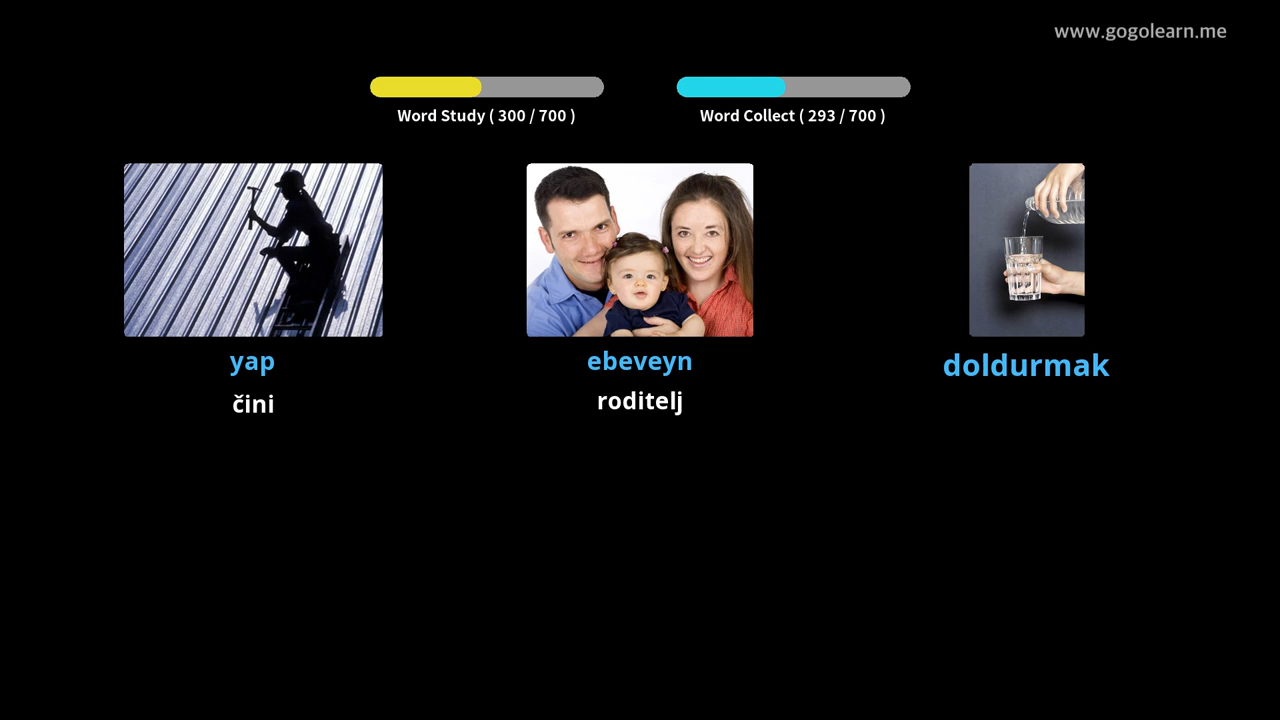 www.gogolearn.me
Word Study ( 300 / 700 )
Word Collect ( 293 / 700 )
yap
ebeveyn
doldurmak
čini
roditelj